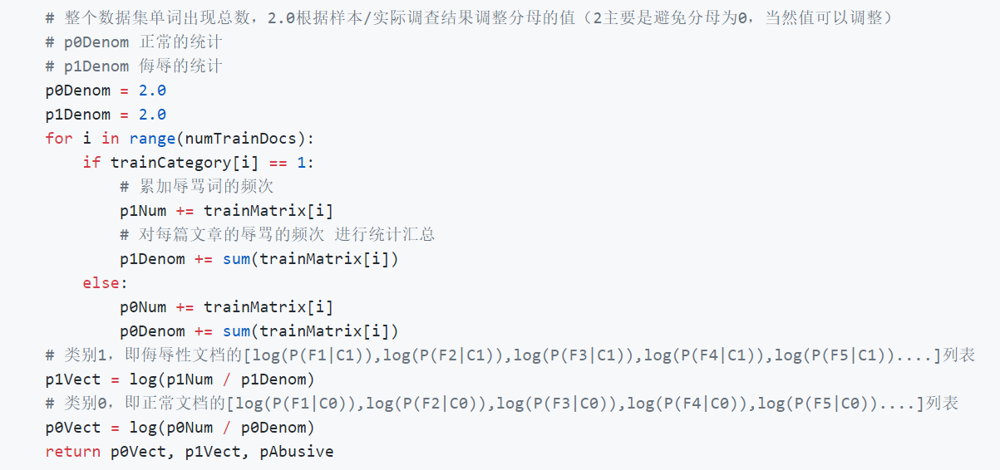 # 整个数据集单词出现总数，2.0根据样本/实际调查结果调整分母的值（2主要是避免分母为0，当然值可以调整）
# p0Denom 正常的统计
# p1Denom 侮辱的统计
p0Denom = 2.0
p1Denom = 2.0
for i in range(numTrainDocs):
    if trainCategory[i] == 1:
        # 累加辱骂词的频次
        p1Num += trainMatrix[i]
        # 对每篇文章的辱骂的频次 进行统计汇总
        p1Denom += sum(trainMatrix[i])
    else:
        p0Num += trainMatrix[i]
        p0Denom += sum(trainMatrix[i])
# 类别1，即侮辱性文档的[log(P(F1|C1)),log(P(F2|C1)),log(P(F3|C1)),log(P(F4|C1)),log(P(F5|C1))....]列表
p1Vect = log(p1Num / p1Denom)
# 类别0，即正常文档的[log(P(F1|C0)),log(P(F2|C0)),log(P(F3|C0)),log(P(F4|C0)),log(P(F5|C0))....]列表
p0Vect = log(p0Num / p0Denom)
return p0Vect, p1Vect, pAbusive